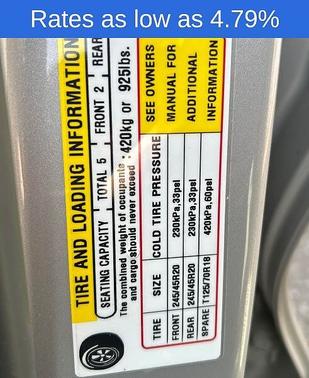 Rates as low as 4.79%
TIRE AND LOADING INFORMATION
SEATING CAPACITY TOTAL 5 FRONT 2 REAR
The combined weight of occupants and cargo should never exceed : 420kg or 925lbs.
TIRE SIZE COLD TIRE PRESSURE
FRONT 245/45R20 230kPa,33psi
REAR 245/45R20 230kPa,33psi
SPARE T125/70R18 420kPa,60psi
SEE OWNERS
MANUAL FOR
ADDITIONAL
INFORMATION